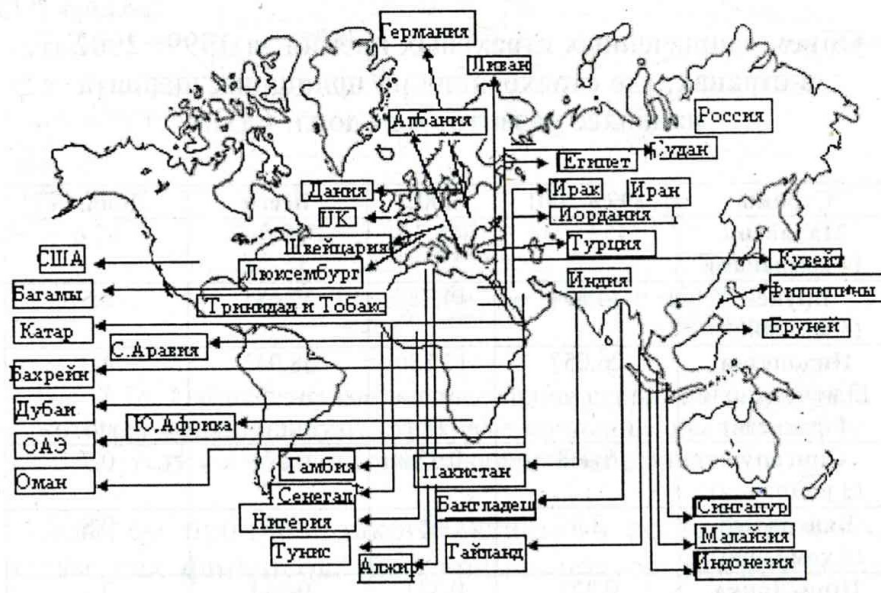 Германия
Ливан
Россия
Албания
Судан
Египет
Дания
Ирак
Иран
UK
Иордания
Швейцария
Турция
США
Люксембург
Кувейт
Индия
Багамы
Тринидад и Тобаго
Филиппины
Катар
Бруней
С.Аравия
Бахрейн
Дубаи
Ю.Африка
ОАЭ
Гамбия
Пакистан
Оман
Сенегал
Бангладеш
Сингапур
Нигерия
Малайзия
Тунис
Тайланд
Алжир
Индонезия